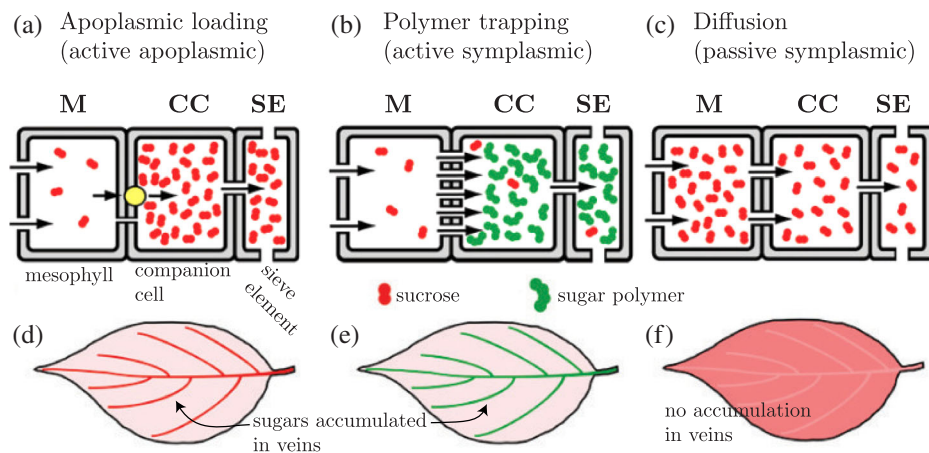 (a) Apoplasmic loading
(active apoplasmic)
(b) Polymer trapping
(active symplasmic)
(c) Diffusion
(passive symplasmic)
M CC SE
M CC SE
M CC SE
mesophyll
companion
cell
sieve
element
sucrose
sugar polymer
(d)
(e)
(f)
sugars accumulated
in veins
no accumulation
in veins